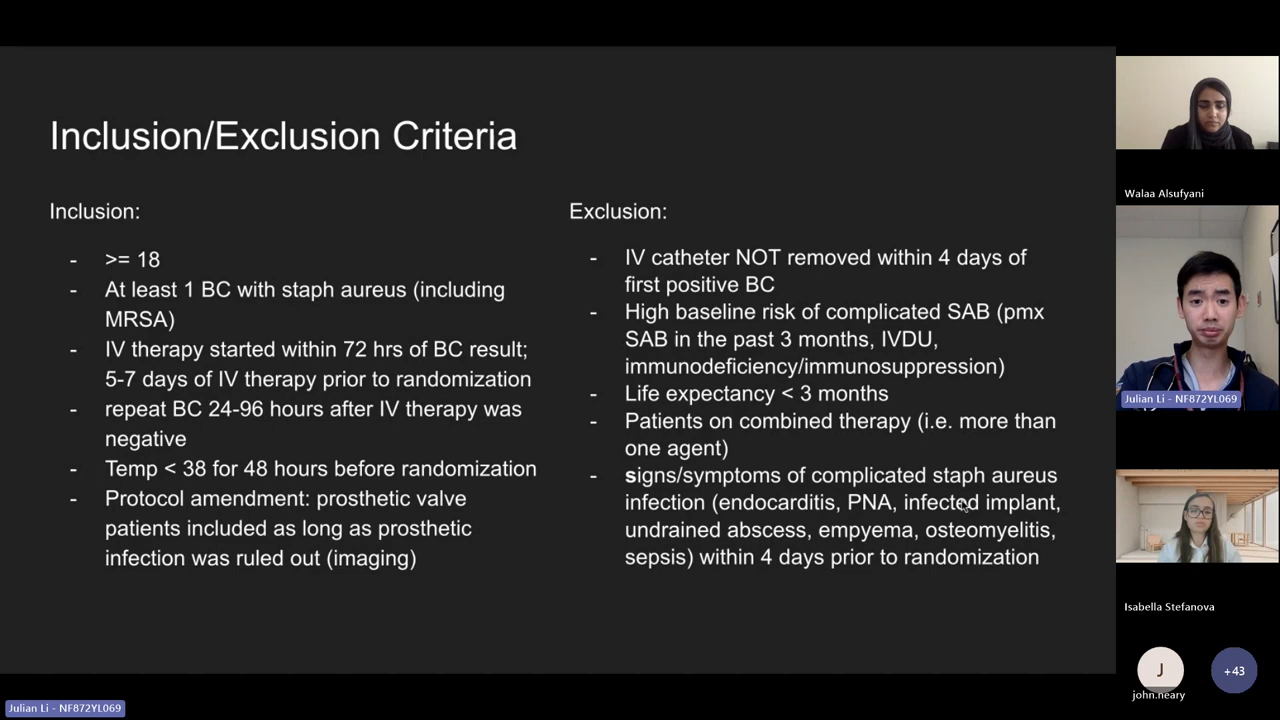 Inclusion/Exclusion Criteria
Inclusion:
- >= 18
- At least 1 BC with staph aureus (including
MRSA)
- IV therapy started within 72 hrs of BC result;
5-7 days of IV therapy prior to randomization
- repeat BC 24-96 hours after IV therapy was
negative
- Temp < 38 for 48 hours before randomization
- Protocol amendment: prosthetic valve
patients included as long as prosthetic
infection was ruled out (imaging)
Exclusion:
- IV catheter NOT removed within 4 days of
first positive BC
- High baseline risk of complicated SAB (pmx
SAB in the past 3 months, IVDU,
immunodeficiency/immunosuppression)
- Life expectancy < 3 months
- Patients on combined therapy (i.e. more than
one agent)
- signs/symptoms of complicated staph aureus
infection (endocarditis, PNA, infected implant,
undrained abscess, empyema, osteomyelitis,
sepsis) within 4 days prior to randomization
Walaa Alsufyani
Julian Li - NF872YL069
Isabella Stefanova
J
john.neary
+43
Julian Li - NF872YL069